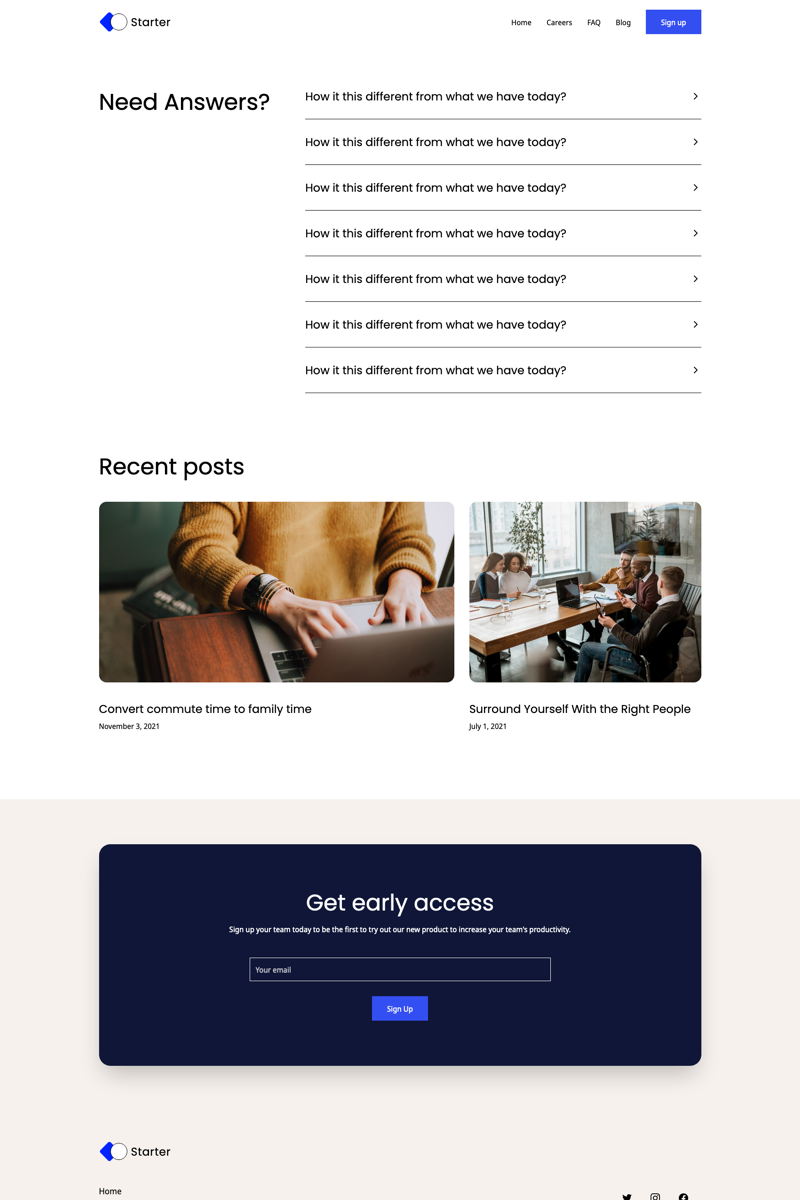 Starter
Home
Careers
FAQ
Blog
Sign up
Need Answers?
How it this different from what we have today?
How it this different from what we have today?
How it this different from what we have today?
How it this different from what we have today?
How it this different from what we have today?
How it this different from what we have today?
How it this different from what we have today?
Recent posts
Convert commute time to family time
November 3, 2021
Surround Yourself With the Right People
July 1, 2021
Get early access
Sign up your team today to be the first to try out our new product to increase your team's productivity.
Your email
Sign Up
Starter
Home